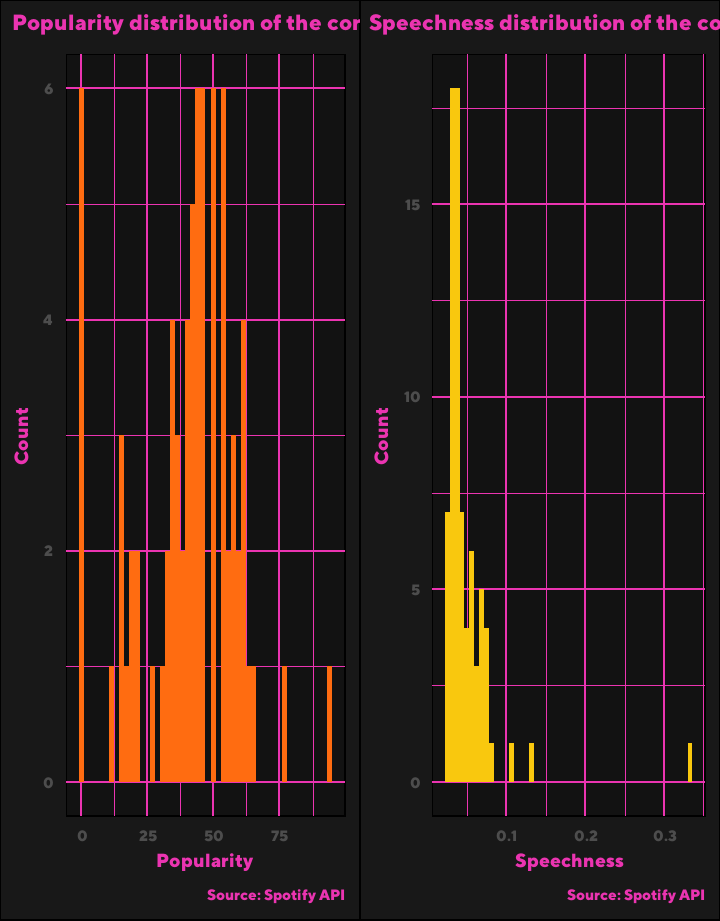 Popularity distribution of the cor
6
4
2
0
Count
0 25 50 75
Popularity
Source: Spotify API
Speechness distribution of the co
15
10
5
0
Count
0.1 0.2 0.3
Speechness
Source: Spotify API